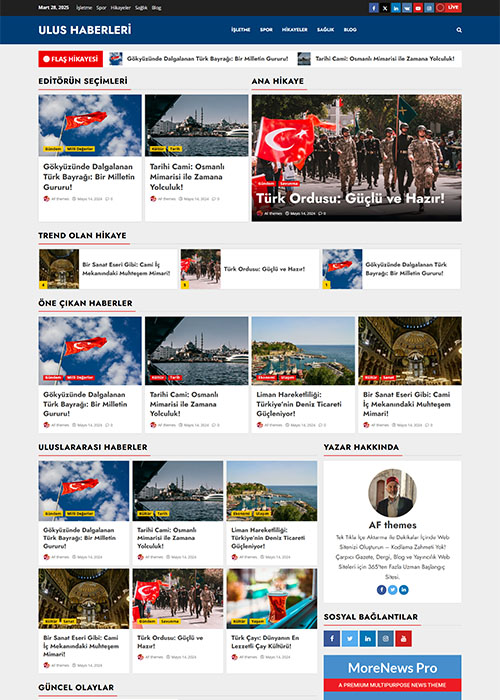 Mart 28, 2025 İşletme Spor Hikayeler Sağlık Blog
LIVE
ULUS HABERLERİ
İŞLETME SPOR HİKAYELER SAĞLIK BLOG
FLAŞ HİKAYESİ
Gökyüzünde Dalgalanan Türk Bayrağı: Bir Milletin Gururu!
Tarihi Cami: Osmanlı Mimarisi ile Zamana Yolculuk!
EDİTÖRÜN SEÇİMLERİ
Gündem Milli Değerler
Gökyüzünde Dalgalanan
Türk Bayrağı: Bir Milletin
Gururu!
AF themes Mayıs 14, 2024 0
Kültür Tarih
Tarihi Cami: Osmanlı
Mimarisi ile Zamana
Yolculuk!
AF themes Mayıs 14, 2024 0
ANA HİKAYE
Gündem Savunma
Türk Ordusu: Güçlü ve Hazır!
AF themes Mayıs 14, 2024 0
TREND OLAN HİKAYE
Bir Sanat Eseri Gibi: Cami İç
Mekanındaki Muhteşem Mimari!
Türk Ordusu: Güçlü ve Hazır!
Gökyüzünde Dalgalanan Türk
Bayrağı: Bir Milletin Gururu!
ÖNE ÇIKAN HABERLER
Gündem Milli Değerler
Gökyüzünde Dalgalanan
Türk Bayrağı: Bir Milletin
Gururu!
AF themes Mayıs 14, 2024 0
Kültür Tarih
Tarihi Cami: Osmanlı
Mimarisi ile Zamana
Yolculuk!
AF themes Mayıs 14, 2024 0
Ekonomi Ulaşım
Liman Hareketliliği:
Türkiye'nin Deniz Ticareti
Güçleniyor!
AF themes Mayıs 14, 2024 0
Kültür Sanat
Bir Sanat Eseri Gibi: Cami
İç Mekanındaki Muhteşem
Mimari!
AF themes Mayıs 14, 2024 0
ULUSLARARASI HABERLER
Gündem Milli Değerler
Gökyüzünde Dalgalanan
Türk Bayrağı: Bir Milletin
Gururu!
AF themes Mayıs 14, 2024
Kültür Tarih
Tarihi Cami: Osmanlı
Mimarisi ile Zamana
Yolculuk!
AF themes Mayıs 14, 2024
Ekonomi Ulaşım
Liman Hareketliliği:
Türkiye'nin Deniz Ticareti
Güçleniyor!
AF themes Mayıs 14, 2024
Kültür Sanat
Bir Sanat Eseri Gibi: Cami
İç Mekanındaki Muhteşem
Mimari!
AF themes Mayıs 14, 2024
Gündem Savunma
Türk Ordusu: Güçlü ve
Hazır!
AF themes Mayıs 14, 2024
Kültür Yaşam
Türk Çayı: Dünyanın En
Lezzetli Çay Kültürü!
AF themes Mayıs 14, 2024
YAZAR HAKKINDA
AF themes
Tek Tıkla İçe Aktarma ile Dakikalar İçinde Web
Sitenizi Oluşturun – Kodlama Zahmeti Yok!
Çarpıcı Gazete, Dergi, Blog ve Yayıncılık Web
Siteleri için 365'ten Fazla Uzman Başlangıç
Sitesi.
SOSYAL BAĞLANTILAR
MoreNews Pro
A PREMIUM MULTIPURPOSE NEWS THEME
GÜNCEL OLAYLAR